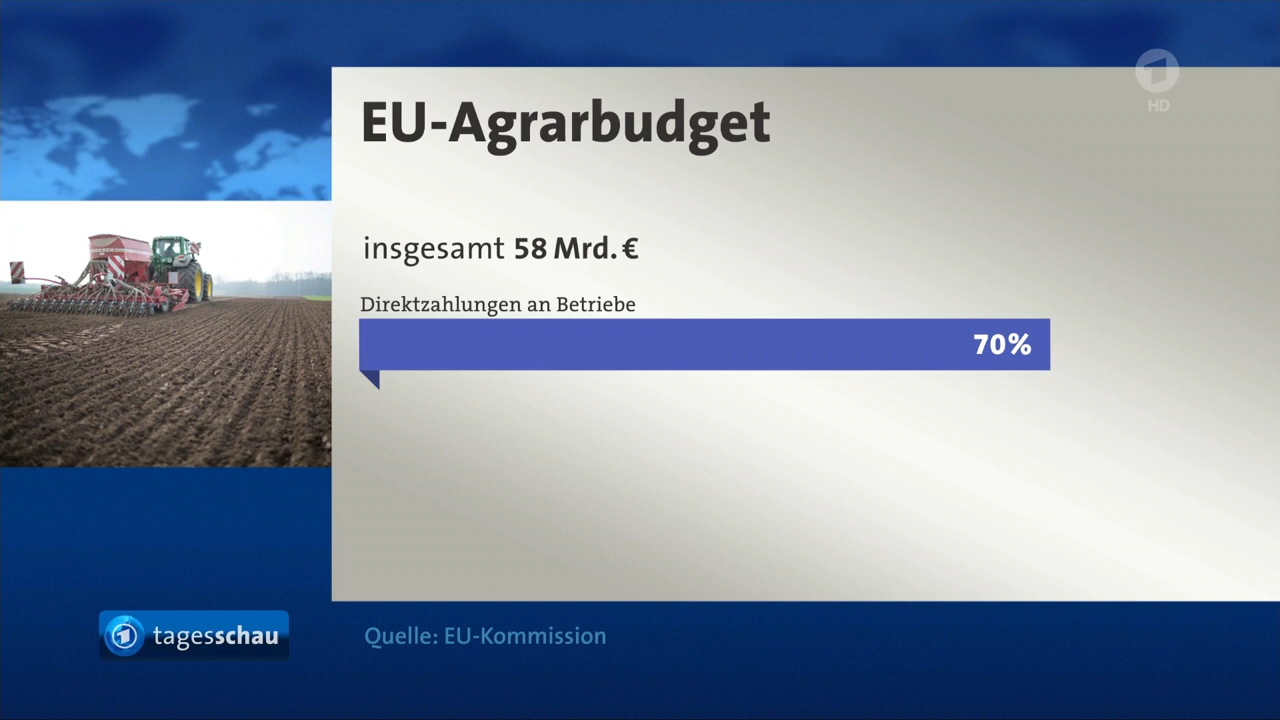 HD
EU-Agrarbudget
insgesamt 58 Mrd. €
Direktzahlungen an Betriebe
70%
tagesschau
Quelle: EU-Kommission